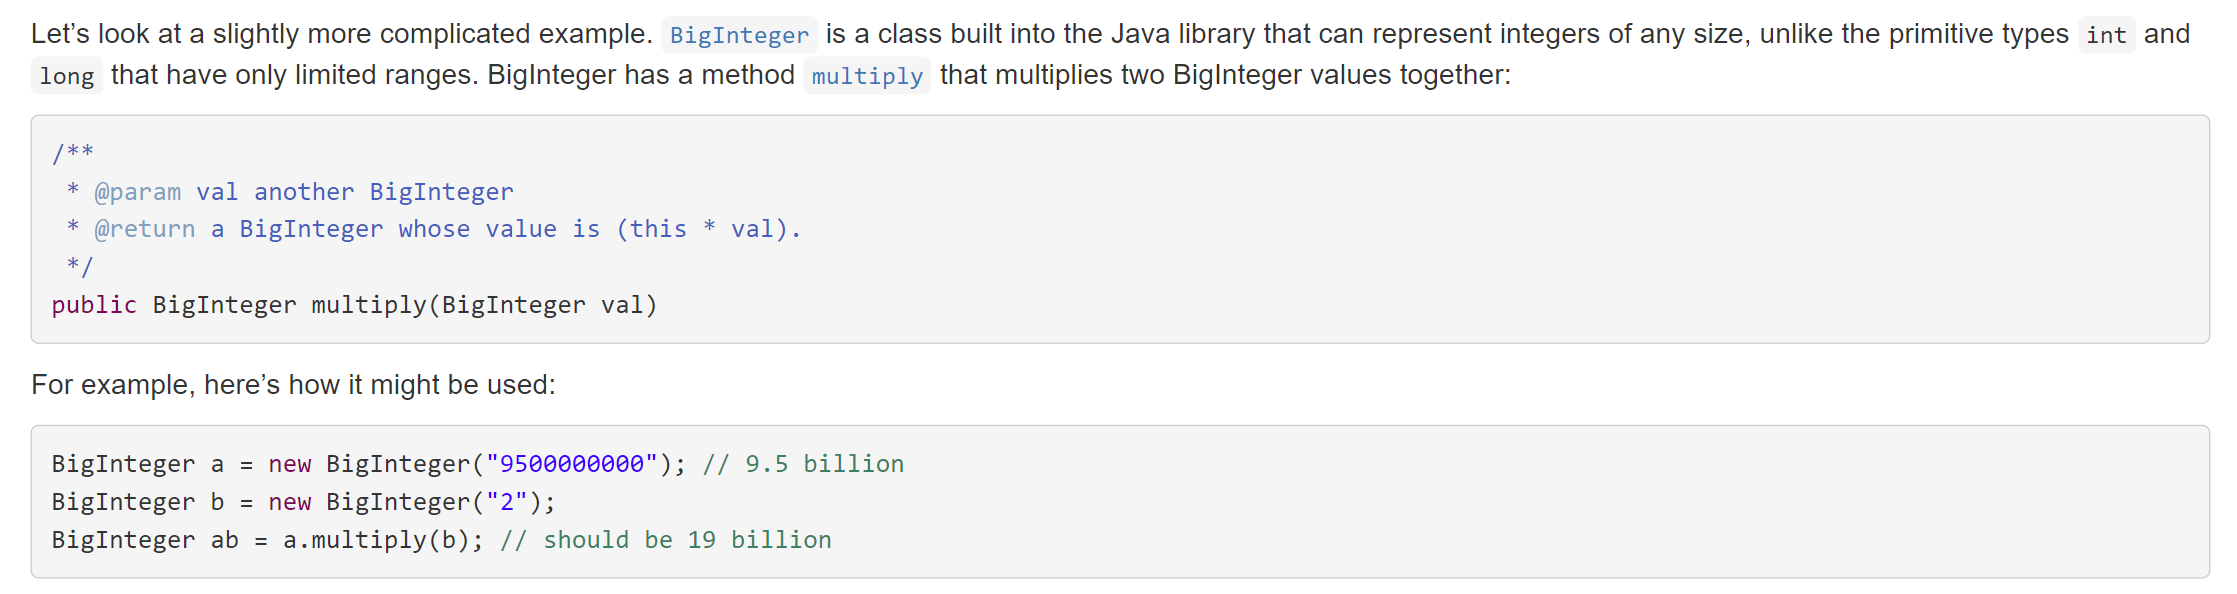 Let’s look at a slightly more complicated example. BigInteger is a class built into the Java library that can represent integers of any size, unlike the primitive types int and
long that have only limited ranges. BigInteger has a method multiply that multiplies two BigInteger values together:
/**
 * @param val another BigInteger
 * @return a BigInteger whose value is (this * val).
 */
public BigInteger multiply(BigInteger val)
For example, here’s how it might be used:
BigInteger a = new BigInteger("9500000000"); // 9.5 billion
BigInteger b = new BigInteger("2");
BigInteger ab = a.multiply(b); // should be 19 billion